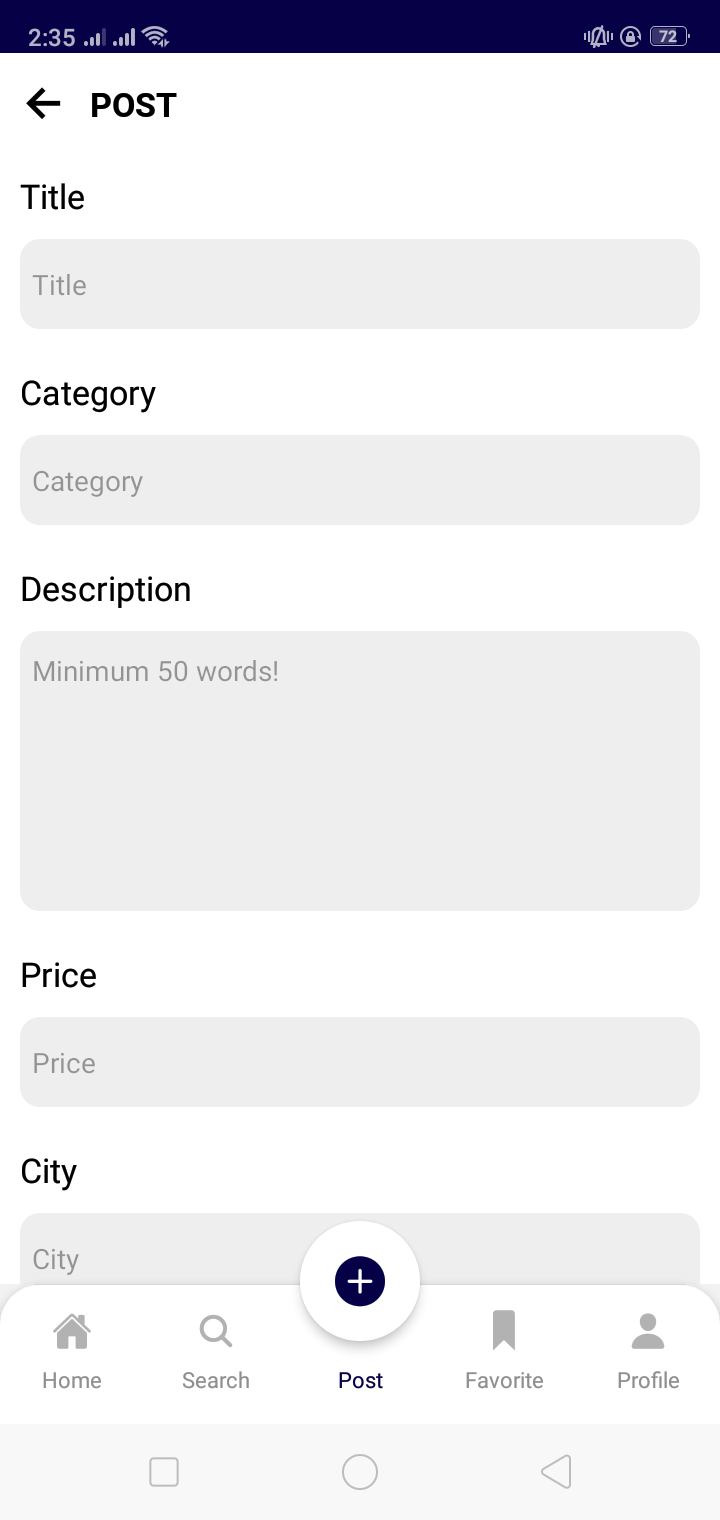 2:35
72
POST
Title
Title
Category
Category
Description
Minimum 50 words!
Price
Price
City
City
Home
Search
Post
Favorite
Profile